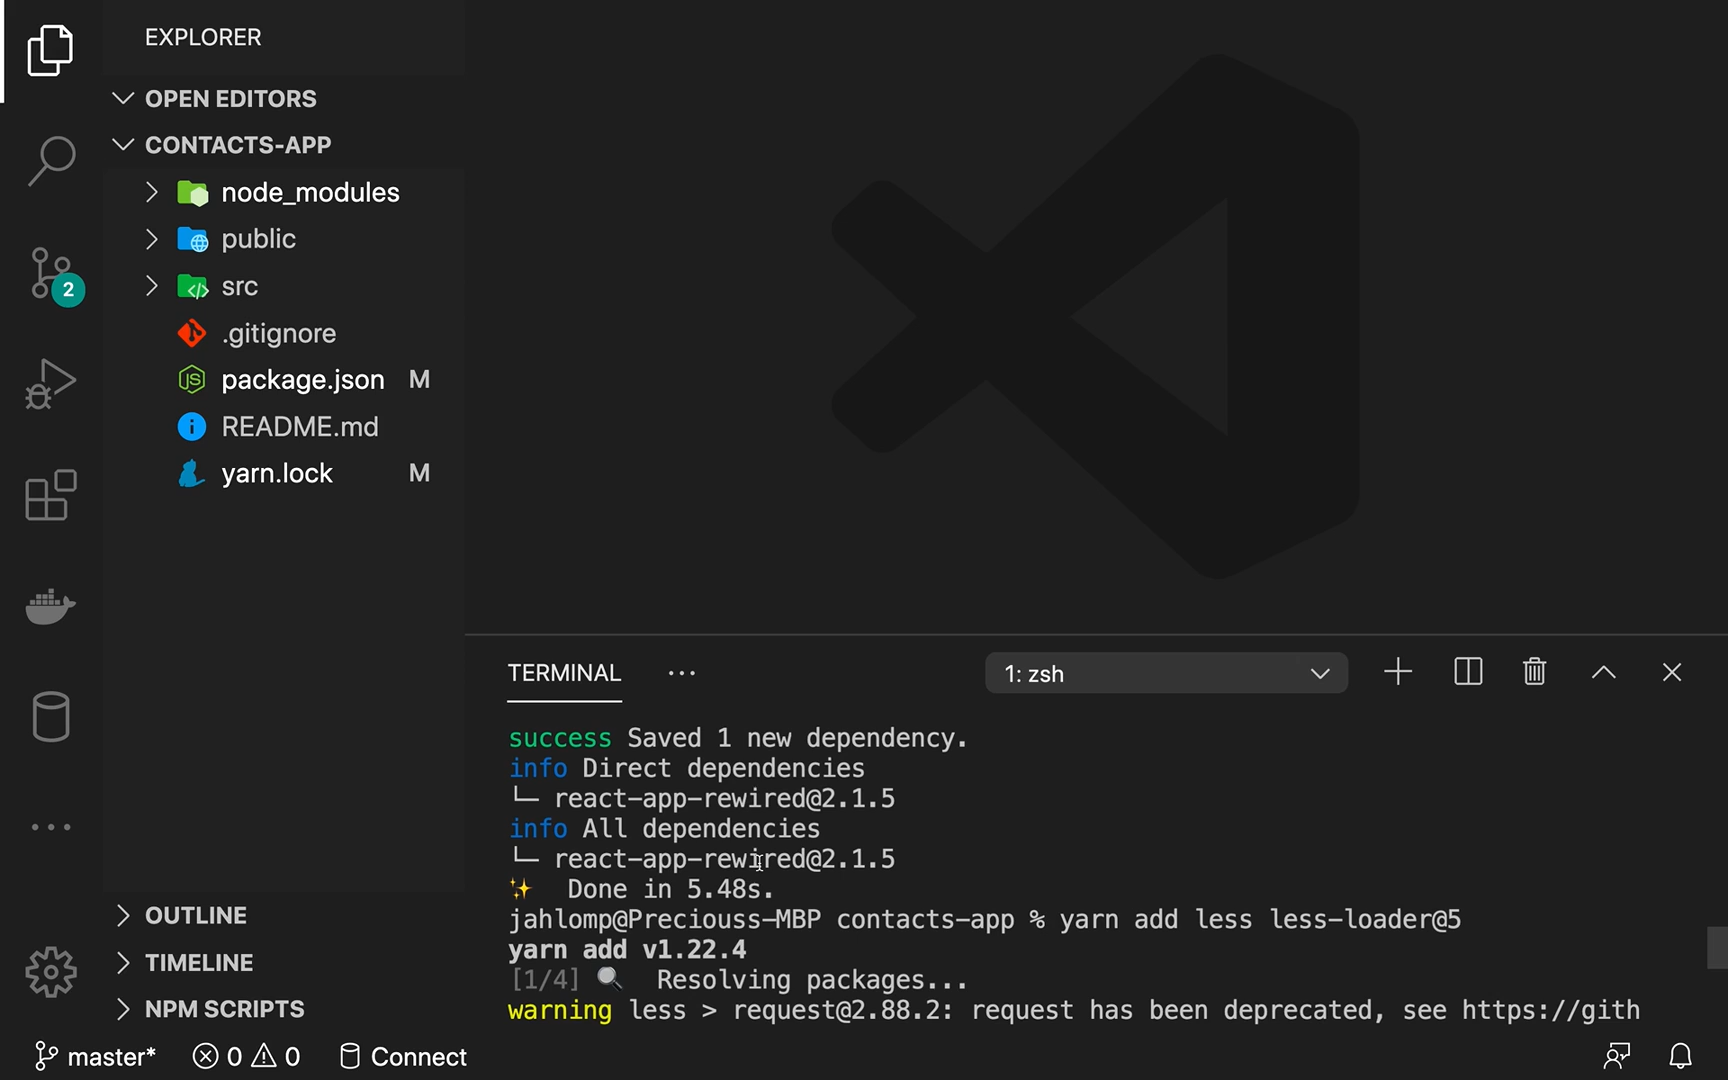 EXPLORER
OPEN EDITORS
CONTACTS-APP
node_modules
public
src
.gitignore
package.json M
README.md
yarn.lock M
OUTLINE
TIMELINE
NPM SCRIPTS
2
TERMINAL
1: zsh
success Saved 1 new dependency.
info Direct dependencies
└─ react-app-rewired@2.1.5
info All dependencies
└─ react-app-rewired@2.1.5
✨ Done in 5.48s.
jahlomp@Preciouss-MBP contacts-app % yarn add less less-loader@5
yarn add v1.22.4
[1/4] 🔍 Resolving packages...
warning less > request@2.88.2: request has been deprecated, see https://gith
master* 0 0 Connect